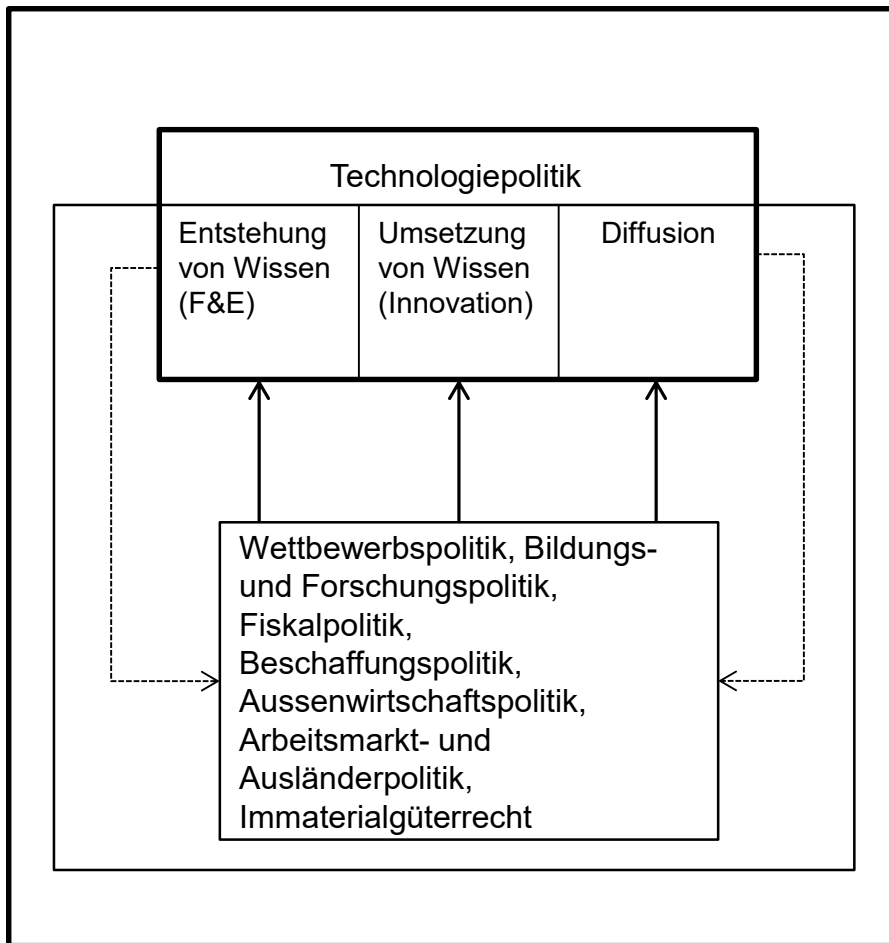 Technologiepolitik
Entstehung
von Wissen
(F&E)
Umsetzung
von Wissen
(Innovation)
Diffusion
Wettbewerbspolitik, Bildungs-
und Forschungspolitik,
Fiskalpolitik,
Beschaffungspolitik,
Aussenwirtschaftspolitik,
Arbeitsmarkt- und
Ausländerpolitik,
Immaterialgüterrecht